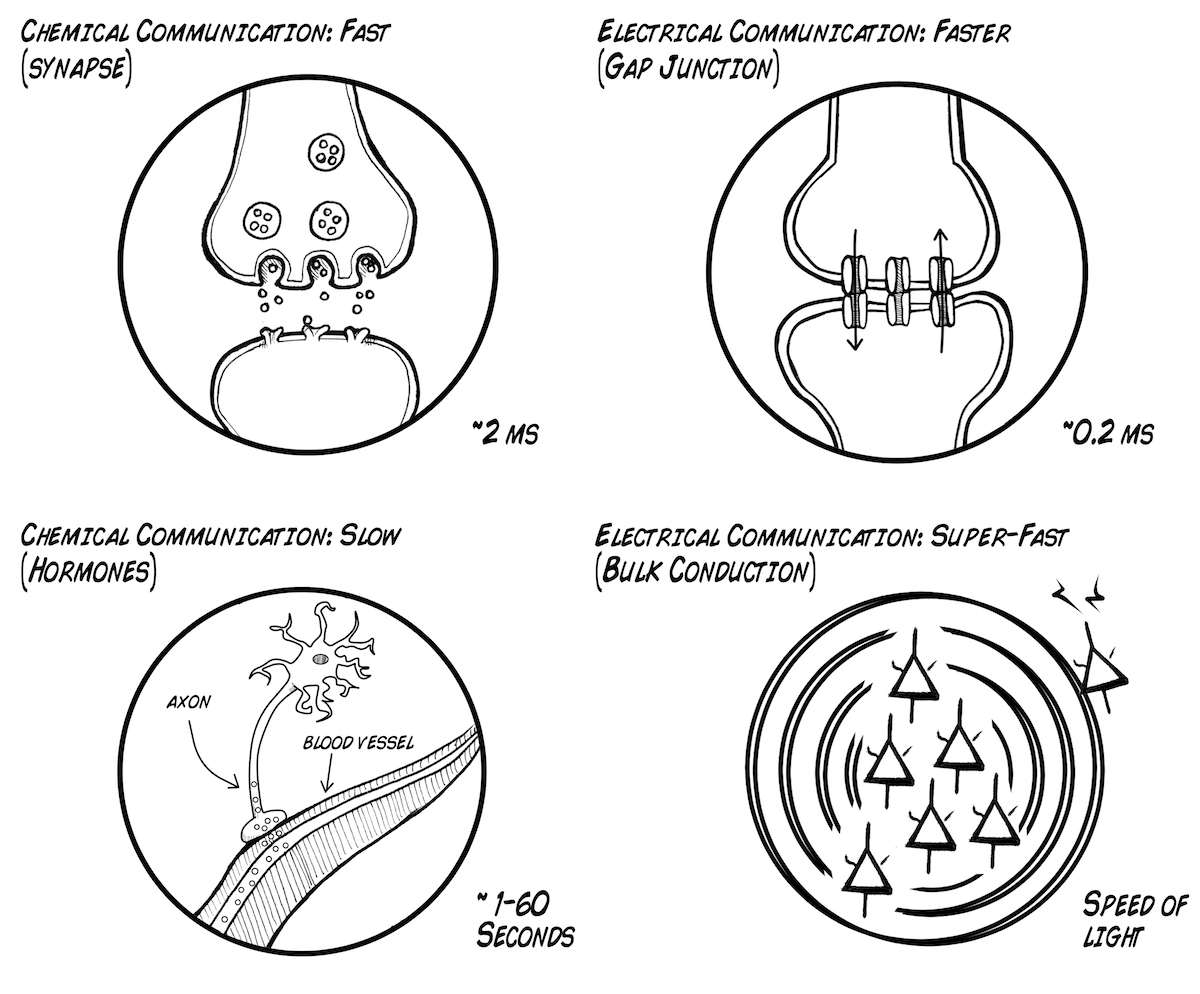 Chemical Communication: Fast
(synapse)
~2 ms
Electrical Communication: Faster
(Gap Junction)
~0.2 ms
Chemical Communication: Slow
(Hormones)
axon
blood vessel
~ 1-60
Seconds
Electrical Communication: Super-Fast
(Bulk Conduction)
Speed of
light